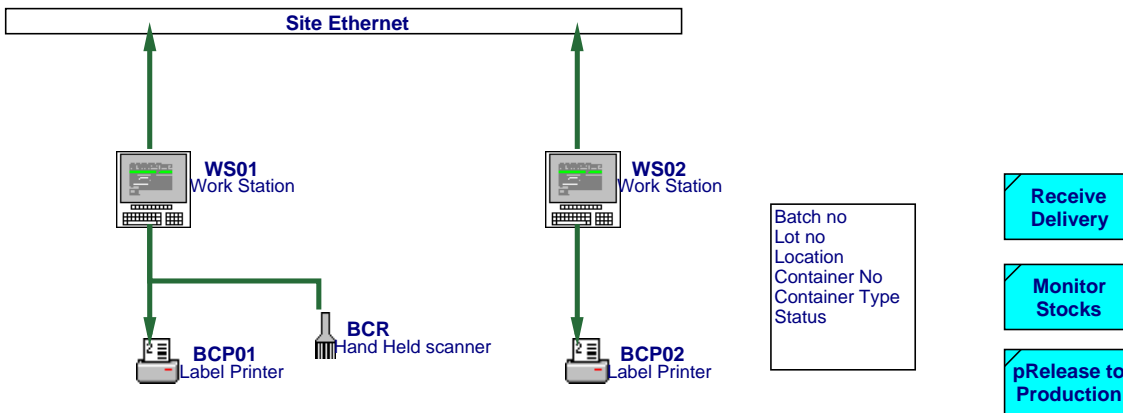 Site Ethernet
WS01
Work Station
WS02
Work Station
Batch no
Lot no
Location
Container No
Container Type
Status
Receive
Delivery
Monitor
Stocks
BCR
Hand Held scanner
BCP01
Label Printer
BCP02
Label Printer
pRelease to
Production